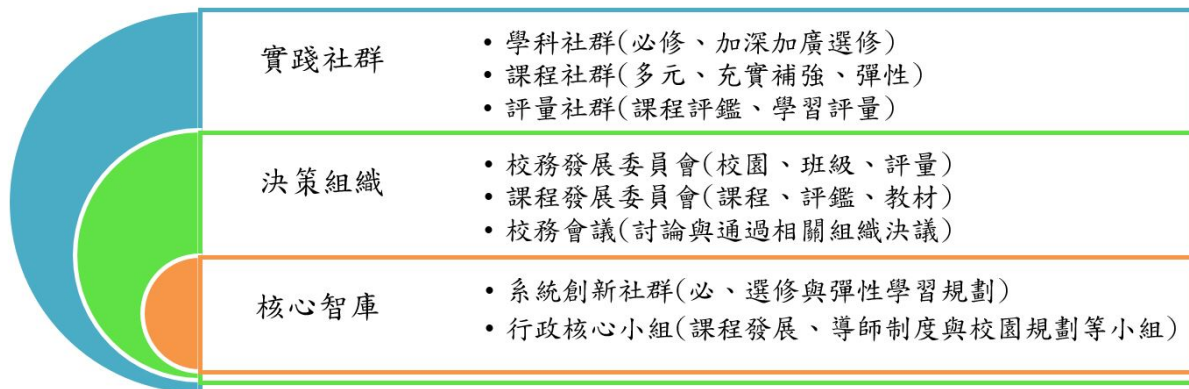 實踐社群
• 學科社群(必修、加深加廣選修)
• 課程社群(多元、充實補強、彈性)
• 評量社群(課程評鑑、學習評量)
決策組織
• 校務發展委員會(校園、班級、評量)
• 課程發展委員會(課程、評鑑、教材)
• 校務會議(討論與通過相關組織決議)
核心智庫
• 系統創新社群(必、選修與彈性學習規劃)
• 行政核心小組(課程發展、導師制度與校園規劃等小組)